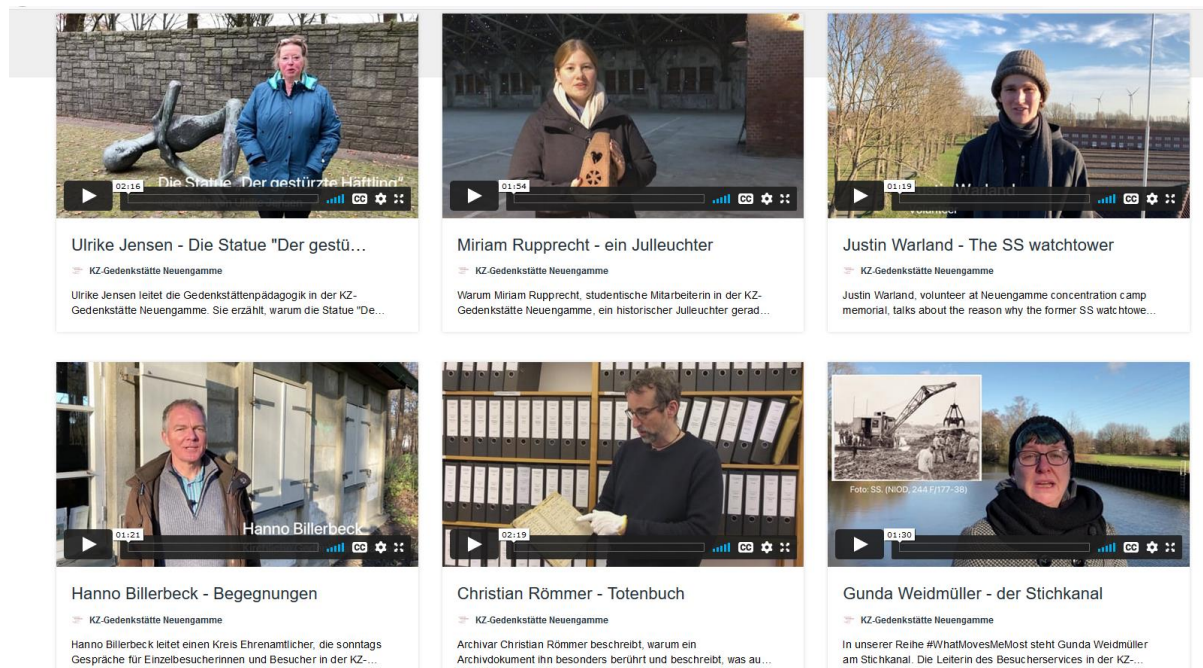 Die Statue "Der gestürzte Häftling"
02:16
CC
01:54
CC
01:19
Warland
Volunteer
CC
Ulrike Jensen - Die Statue "Der gestü...
Miriam Rupprecht - ein Julleuchter
Justin Warland - The SS watchtower
KZ-Gedenkstätte Neuengamme
KZ-Gedenkstätte Neuengamme
KZ-Gedenkstätte Neuengamme
Ulrike Jensen leitet die Gedenkstättenpädagogik in der KZ-
Gedenkstätte Neuengamme. Sie erzählt, warum die Statue "De...
Warum Miriam Rupprecht, studentische Mitarbeiterin in der KZ-
Gedenkstätte Neuengamme, ein historischer Julleuchter gerad...
Justin Warland, volunteer at Neuengamme concentration camp
memorial, talks about the reason why the former SS watchtowe...
Hanno Billerbeck
01:21
CC
02:19
CC
Foto: SS. (NIOD, 244 F/177-38)
01:30
CC
Hanno Billerbeck - Begegnungen
Christian Römmer - Totenbuch
Gunda Weidmüller - der Stichkanal
KZ-Gedenkstätte Neuengamme
KZ-Gedenkstätte Neuengamme
KZ-Gedenkstätte Neuengamme
Hanno Billerbeck leitet einen Kreis Ehrenamtlicher, die sonntags
Gespräche für Einzelbesucherinnen und Besucher in der KZ-...
Archivar Christian Römmer beschreibt, warum ein
Archivdokument ihn besonders berührt und beschreibt, was au...
In unserer Reihe #WhatMovesMeMost steht Gunda Weidmüller
am Stichkanal. Die Leiterin des Besucherservices in der KZ-...